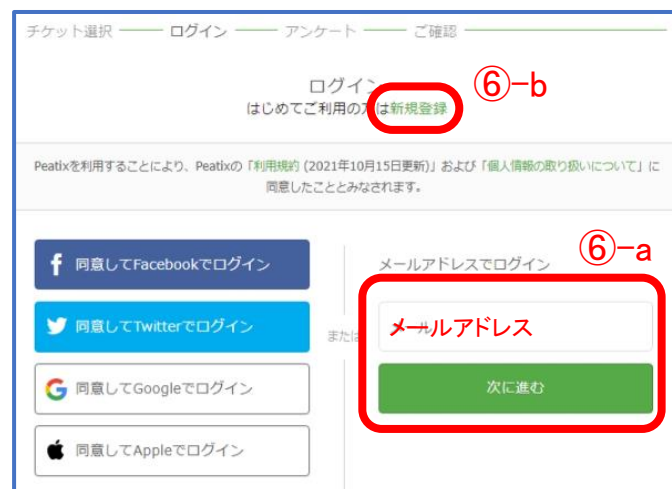 チケット選択 ログイン アンケート ご確認
ログイン
⑥-b
はじめてご利用の方は新規登録
Peatixを利用することにより、Peatixの「利用規約 (2021年10月15日更新)」および「個人情報の取り扱いについて」に
同意したこととみなされます。
⑥-a
同意してFacebookでログイン
同意してTwitterでログイン
同意してGoogleでログイン
同意してAppleでログイン
または
メールアドレスでログイン
メールアドレス
次に進む